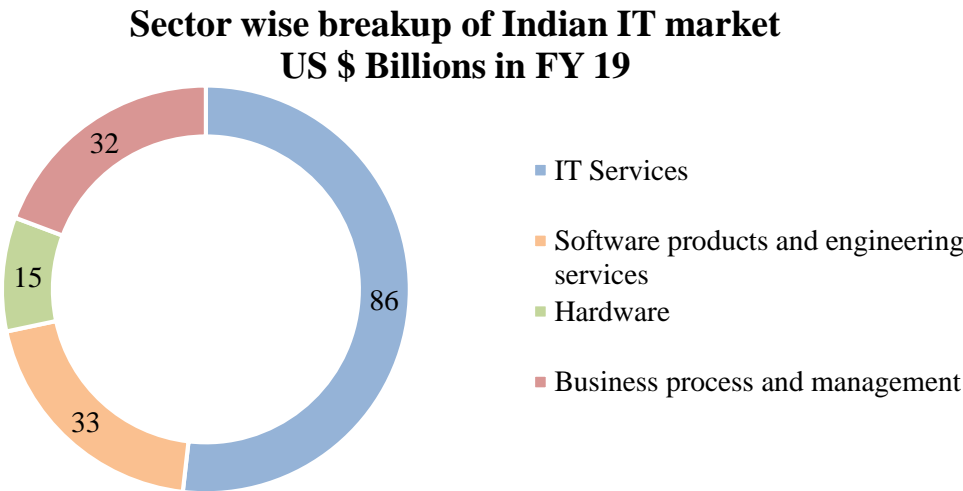 Sector wise breakup of Indian IT market
US $ Billions in FY 19
32
15
86
33
IT Services
Software products and engineering
services
Hardware
Business process and management